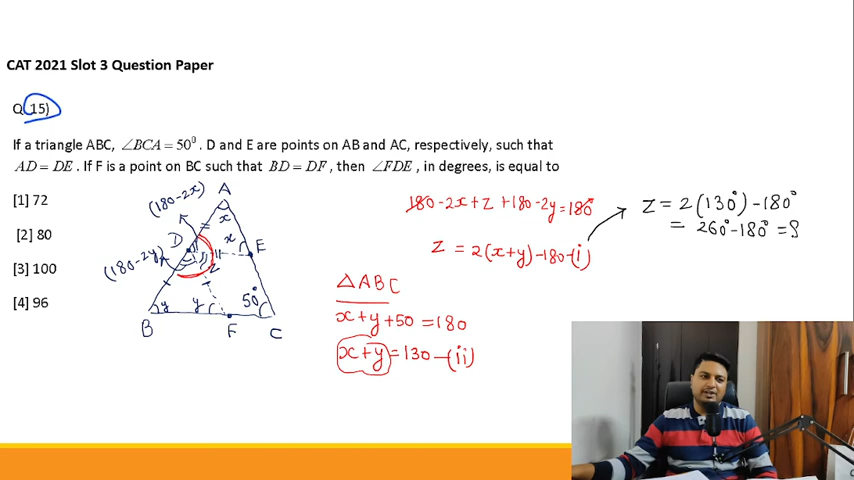 CAT 2021 Slot 3 Question Paper
Q.15)
If a triangle ABC, ∠BCA = 50⁰. D and E are points on AB and AC, respectively, such that
AD = DE. If F is a point on BC such that BD = DF, then ∠FDE, in degrees, is equal to
[1] 72
[2] 80
[3] 100
[4] 96
(180-2x)
A
x
D
x
E
(180-2y)
z
y
y
50°
B
F
C
180-2x+z+180-2y=180
z = 2(x+y)-180-(i)
△ABC
x+y+50 = 180
x+y = 130-(ii)
z = 2(130°)-180°
= 260°-180° = 8